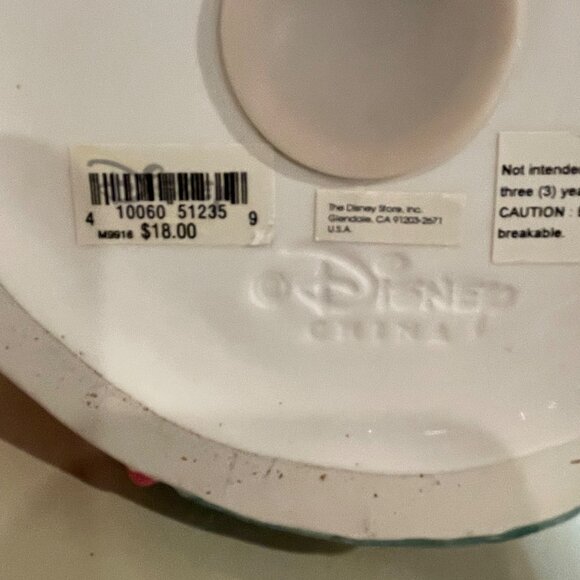 4 10060 51235 9
M9916 $18.00
The Disney Store, Inc.
Glendale, CA 91203-2671
U.S.A.
Not intende
three (3) yea
CAUTION :
breakable.
© DISNEY
CHINA